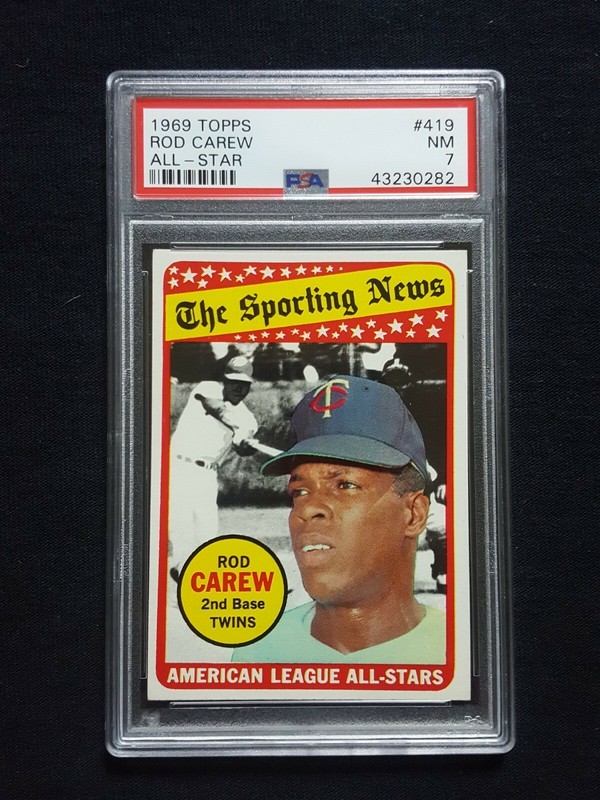 1969 TOPPS #419
ROD CAREW NM
ALL-STAR 7
PSA 43230282
The Sporting News
TC
ROD
CAREW
2nd Base
TWINS
AMERICAN LEAGUE ALL-STARS